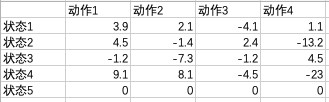 动作1 动作2 动作3 动作4
状态1 3.9 2.1 -4.1 1.1
状态2 4.5 -1.4 2.4 -13.2
状态3 -1.2 -7.3 -1.2 4.5
状态4 9.1 8.1 -4.5 -23
状态5 0 0 0 0